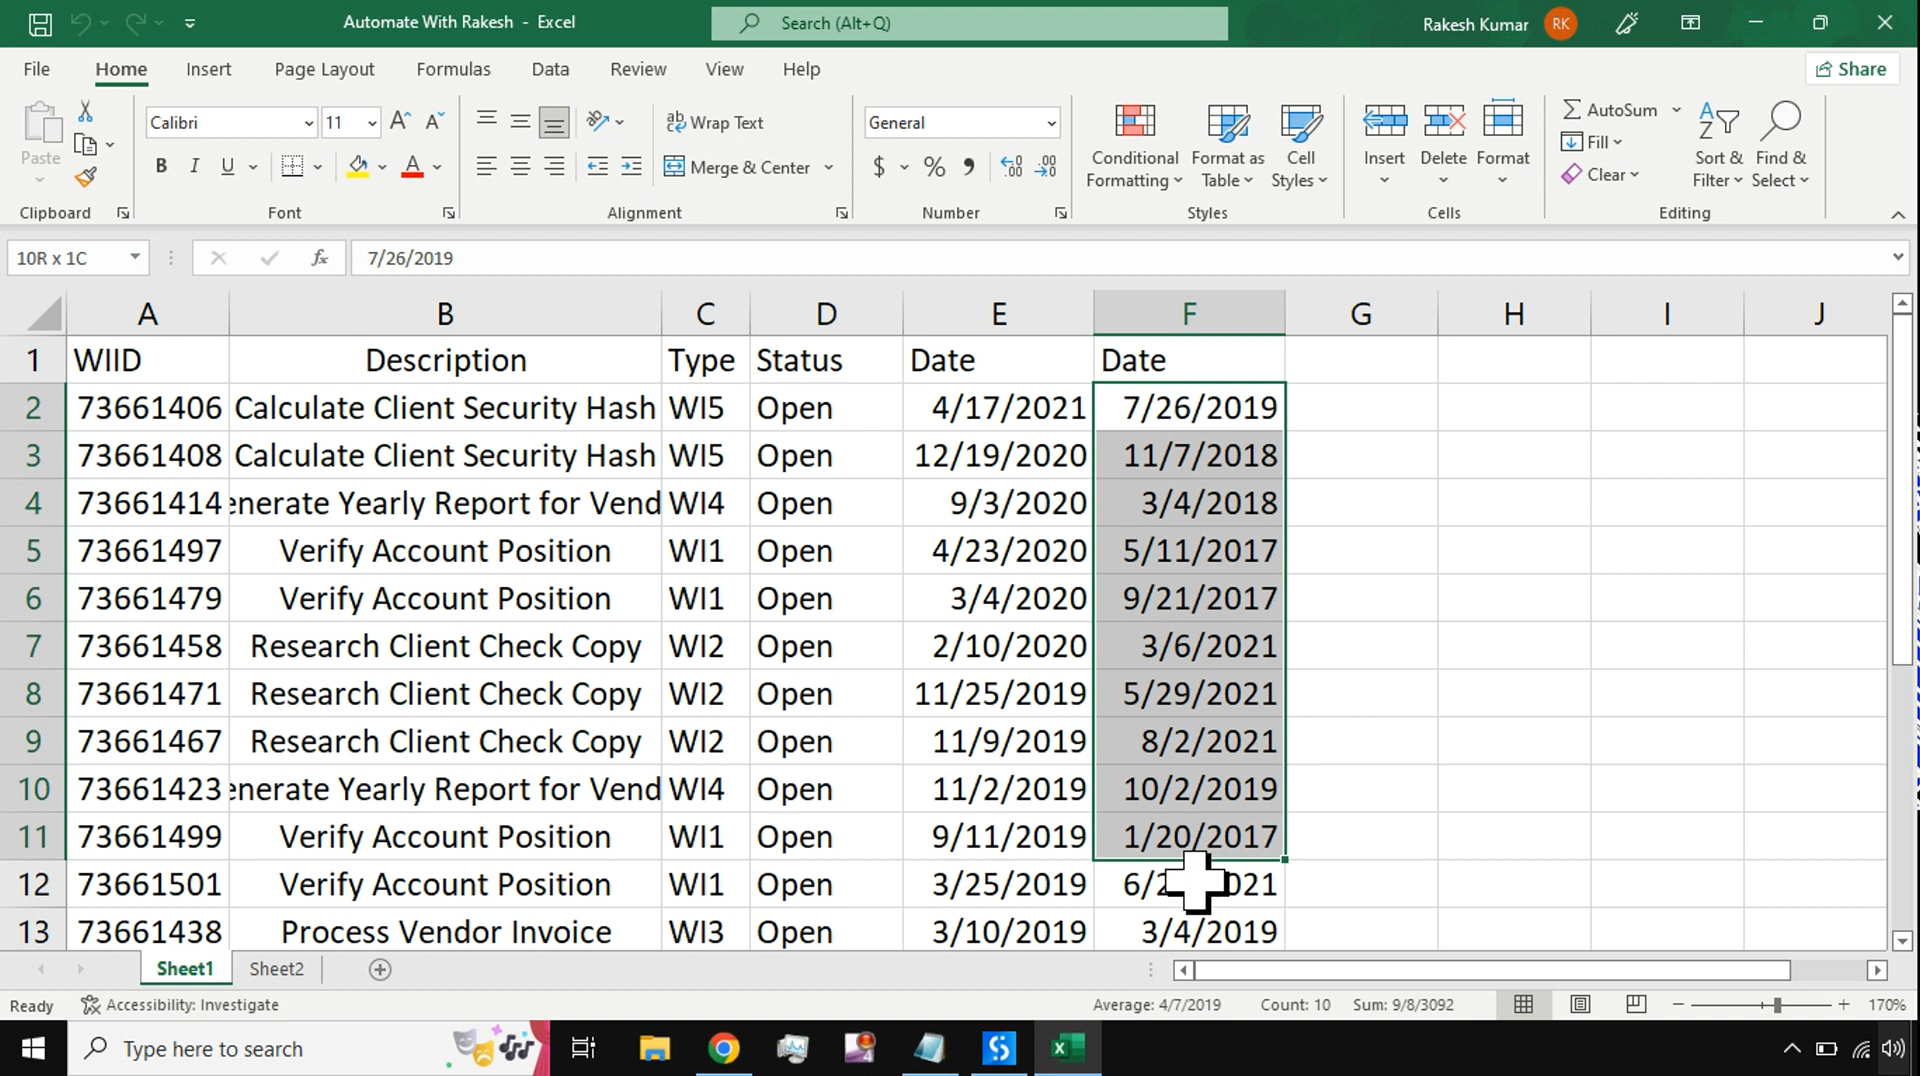 Automate With Rakesh - Excel
Search (Alt+Q)
Rakesh Kumar RK
File Home Insert Page Layout Formulas Data Review View Help Share
Paste
Clipboard
Calibri 11 A A
B I U A
Font
Wrap Text
Merge & Center
Alignment
General
$ % 9
Number
Conditional Formatting
Format as Table
Cell Styles
Styles
Insert Delete Format
Cells
AutoSum
Fill
Clear
Sort & Filter
Find & Select
Editing
10R x 1C fx 7/26/2019
A B C D E F G H I J
1 WIID Description Type Status Date Date
2 73661406 Calculate Client Security Hash WI5 Open 4/17/2021 7/26/2019
3 73661408 Calculate Client Security Hash WI5 Open 12/19/2020 11/7/2018
4 73661414 enerate Yearly Report for Vend WI4 Open 9/3/2020 3/4/2018
5 73661497 Verify Account Position WI1 Open 4/23/2020 5/11/2017
6 73661479 Verify Account Position WI1 Open 3/4/2020 9/21/2017
7 73661458 Research Client Check Copy WI2 Open 2/10/2020 3/6/2021
8 73661471 Research Client Check Copy WI2 Open 11/25/2019 5/29/2021
9 73661467 Research Client Check Copy WI2 Open 11/9/2019 8/2/2021
10 73661423 enerate Yearly Report for Vend WI4 Open 11/2/2019 10/2/2019
11 73661499 Verify Account Position WI1 Open 9/11/2019 1/20/2017
12 73661501 Verify Account Position WI1 Open 3/25/2019
13 73661438 Process Vendor Invoice WI3 Open 3/10/2019 3/4/2019
Sheet1 Sheet2
Ready Accessibility: Investigate Average: 4/7/2019 Count: 10 Sum: 9/8/3092 170%
Type here to search